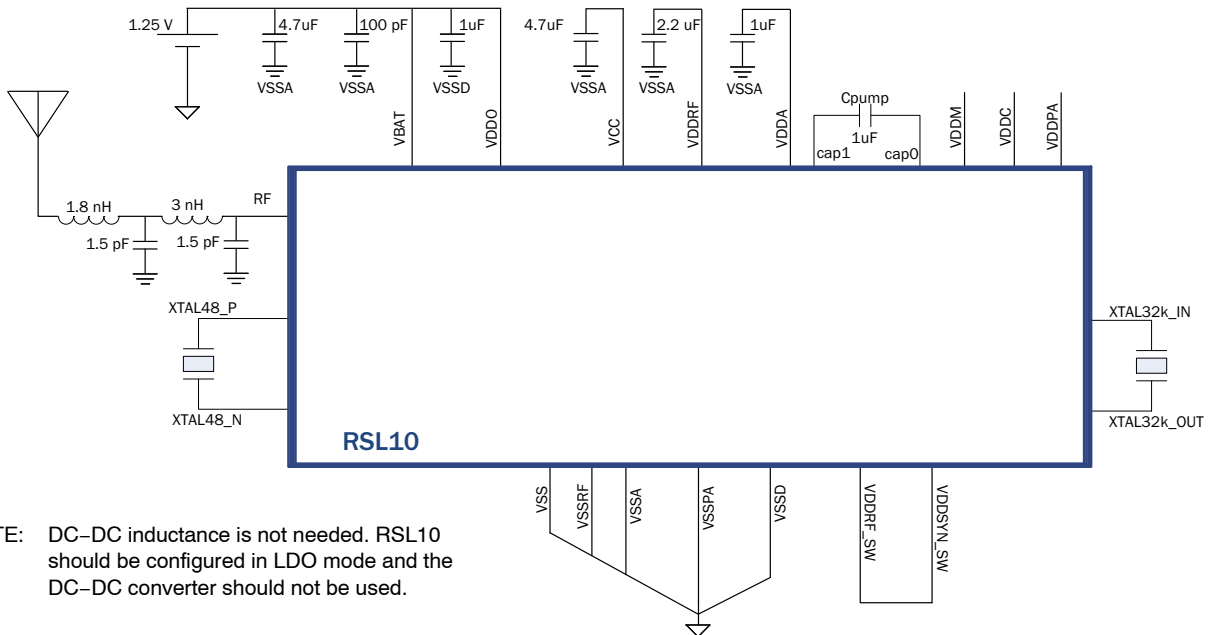 1.25 V
4.7uF
100 pF
1uF
4.7uF
2.2 uF
1uF
VSSA
VSSA
VSSD
VSSA
VSSA
VSSA
VBAT
VDDO
VCC
VDDRF
VDDA
Cpump
1uF
cap1
cap0
VDDM
VDDC
VDDPA
1.8 nH
3 nH
RF
1.5 pF
1.5 pF
XTAL48_P
XTAL48_N
XTAL32k_IN
XTAL32k_OUT
RSL10
VSS
VSSRF
VSSA
VSSPA
VSSD
VDDRF_SW
VDDSYN_SW
TE: DC−DC inductance is not needed. RSL10
should be configured in LDO mode and the
DC−DC converter should not be used.